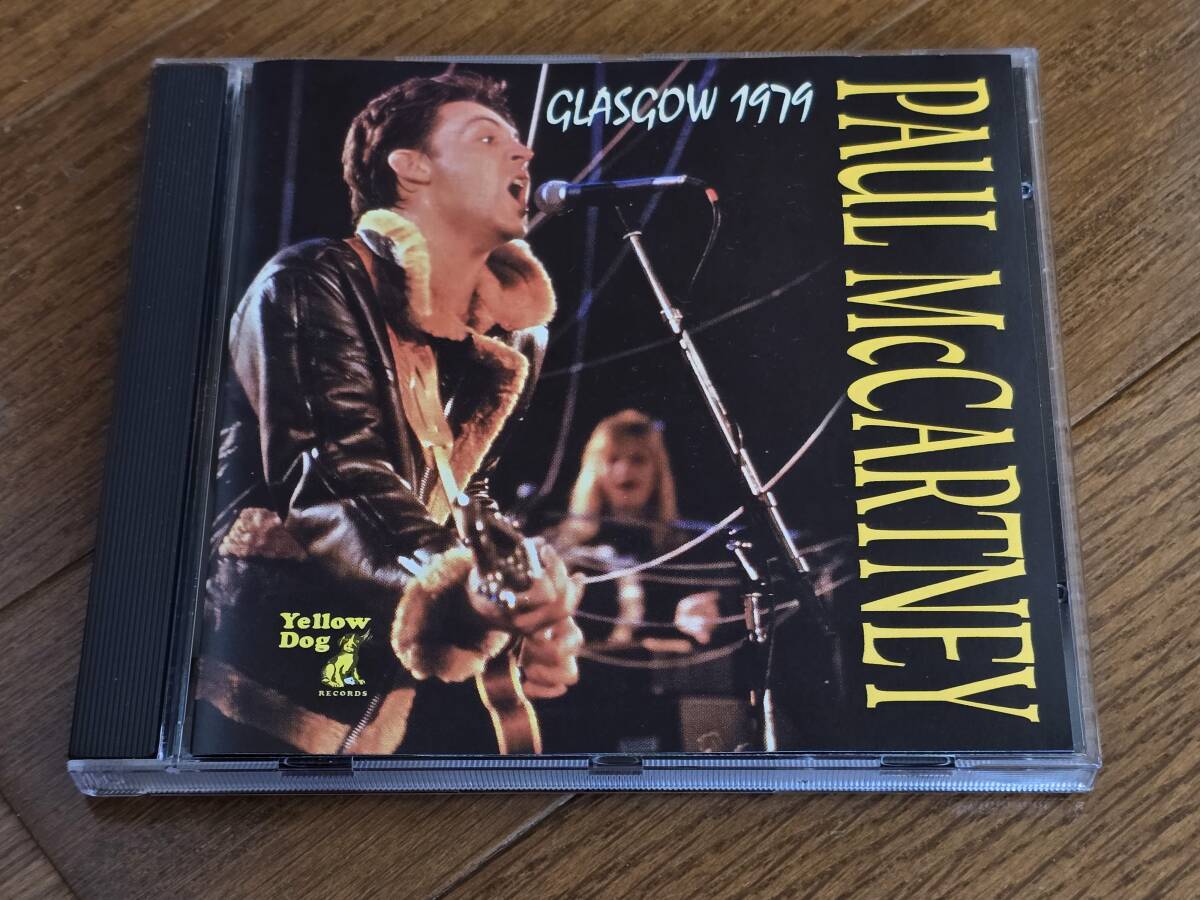 GLASGOW 1979
PAUL McCARTNEY
Yellow
Dog
RECORDS